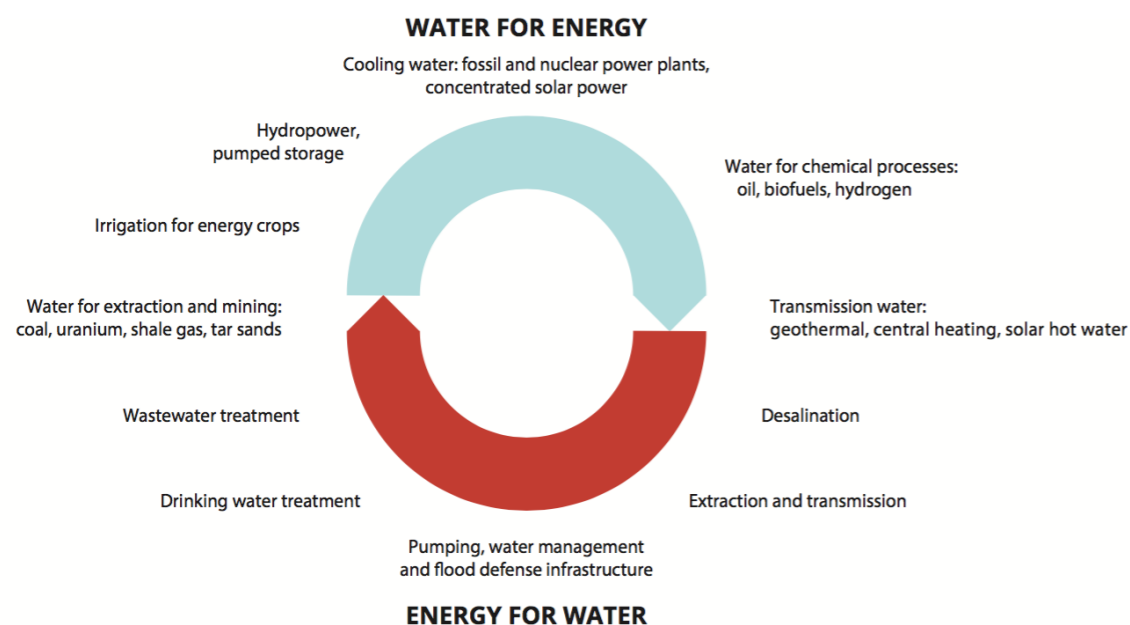 WATER FOR ENERGY
Cooling water: fossil and nuclear power plants,
concentrated solar power
Hydropower,
pumped storage
Water for chemical processes:
oil, biofuels, hydrogen
Irrigation for energy crops
Water for extraction and mining:
coal, uranium, shale gas, tar sands
Transmission water:
geothermal, central heating, solar hot water
Wastewater treatment
Desalination
Drinking water treatment
Extraction and transmission
Pumping, water management
and flood defense infrastructure
ENERGY FOR WATER